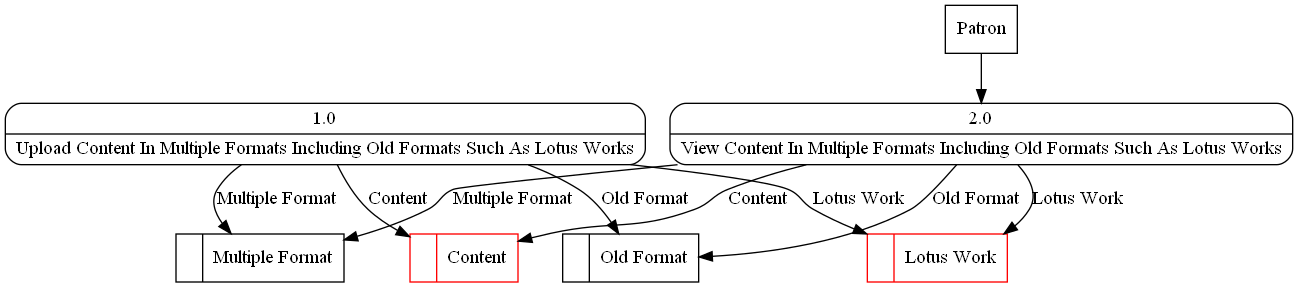 Patron
1.0
Upload Content In Multiple Formats Including Old Formats Such As Lotus Works
2.0
View Content In Multiple Formats Including Old Formats Such As Lotus Works
Multiple Format
Content
Multiple Format
Old Format
Content
Lotus Work
Old Format
Lotus Work
Multiple Format
Content
Old Format
Lotus Work